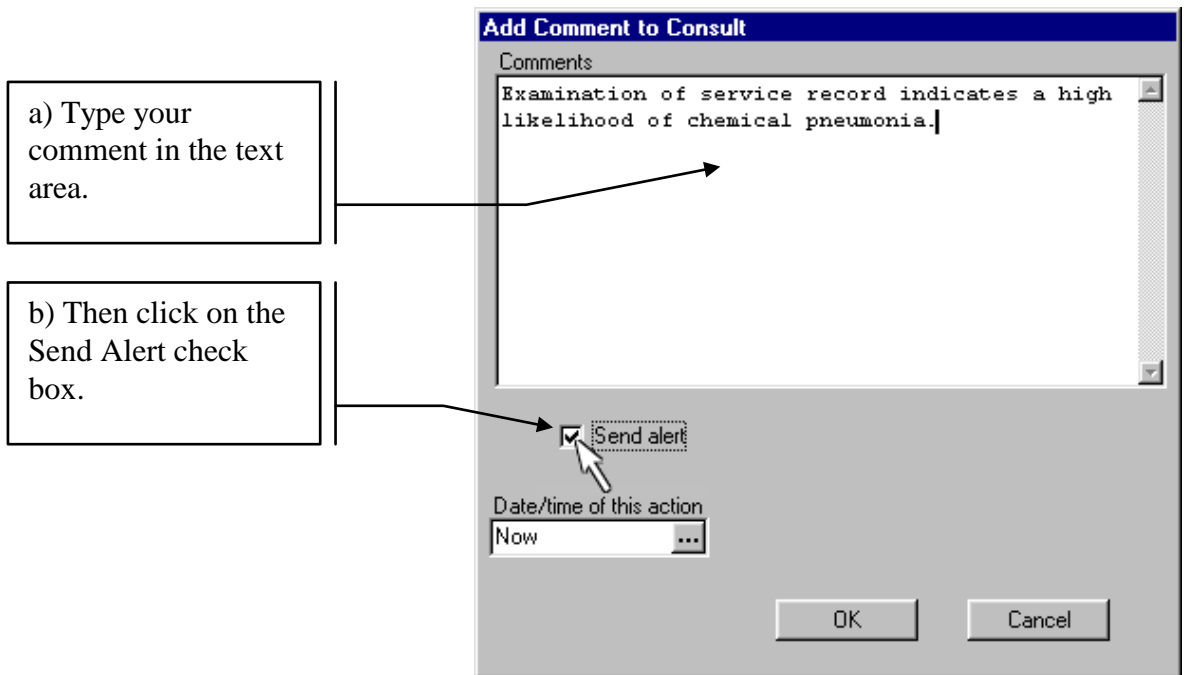 Add Comment to Consult
Comments
Examination of service record indicates a high
likelihood of chemical pneumonia.
a) Type your
comment in the text
area.
b) Then click on the
Send Alert check
box.
Send alert
Date/time of this action
Now ...
OK Cancel